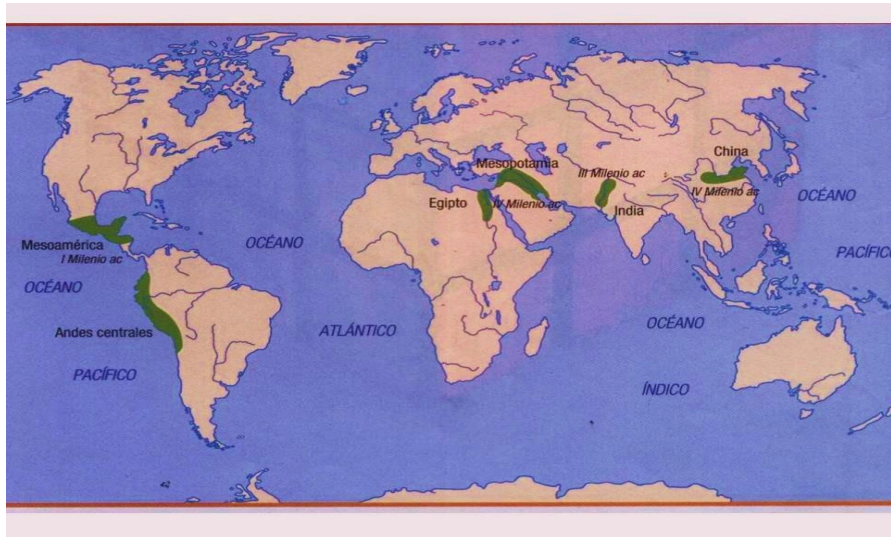 China
Mesopotamia
III Milenio ac
IV Milenio ac
OCÉANO
Egipto
IV Milenio ac
India
Mesoamérica
OCÉANO
I Milenio ac
PACÍFICO
OCÉANO
Andes centrales
ATLÁNTICO
OCÉANO
PACÍFICO
ÍNDICO